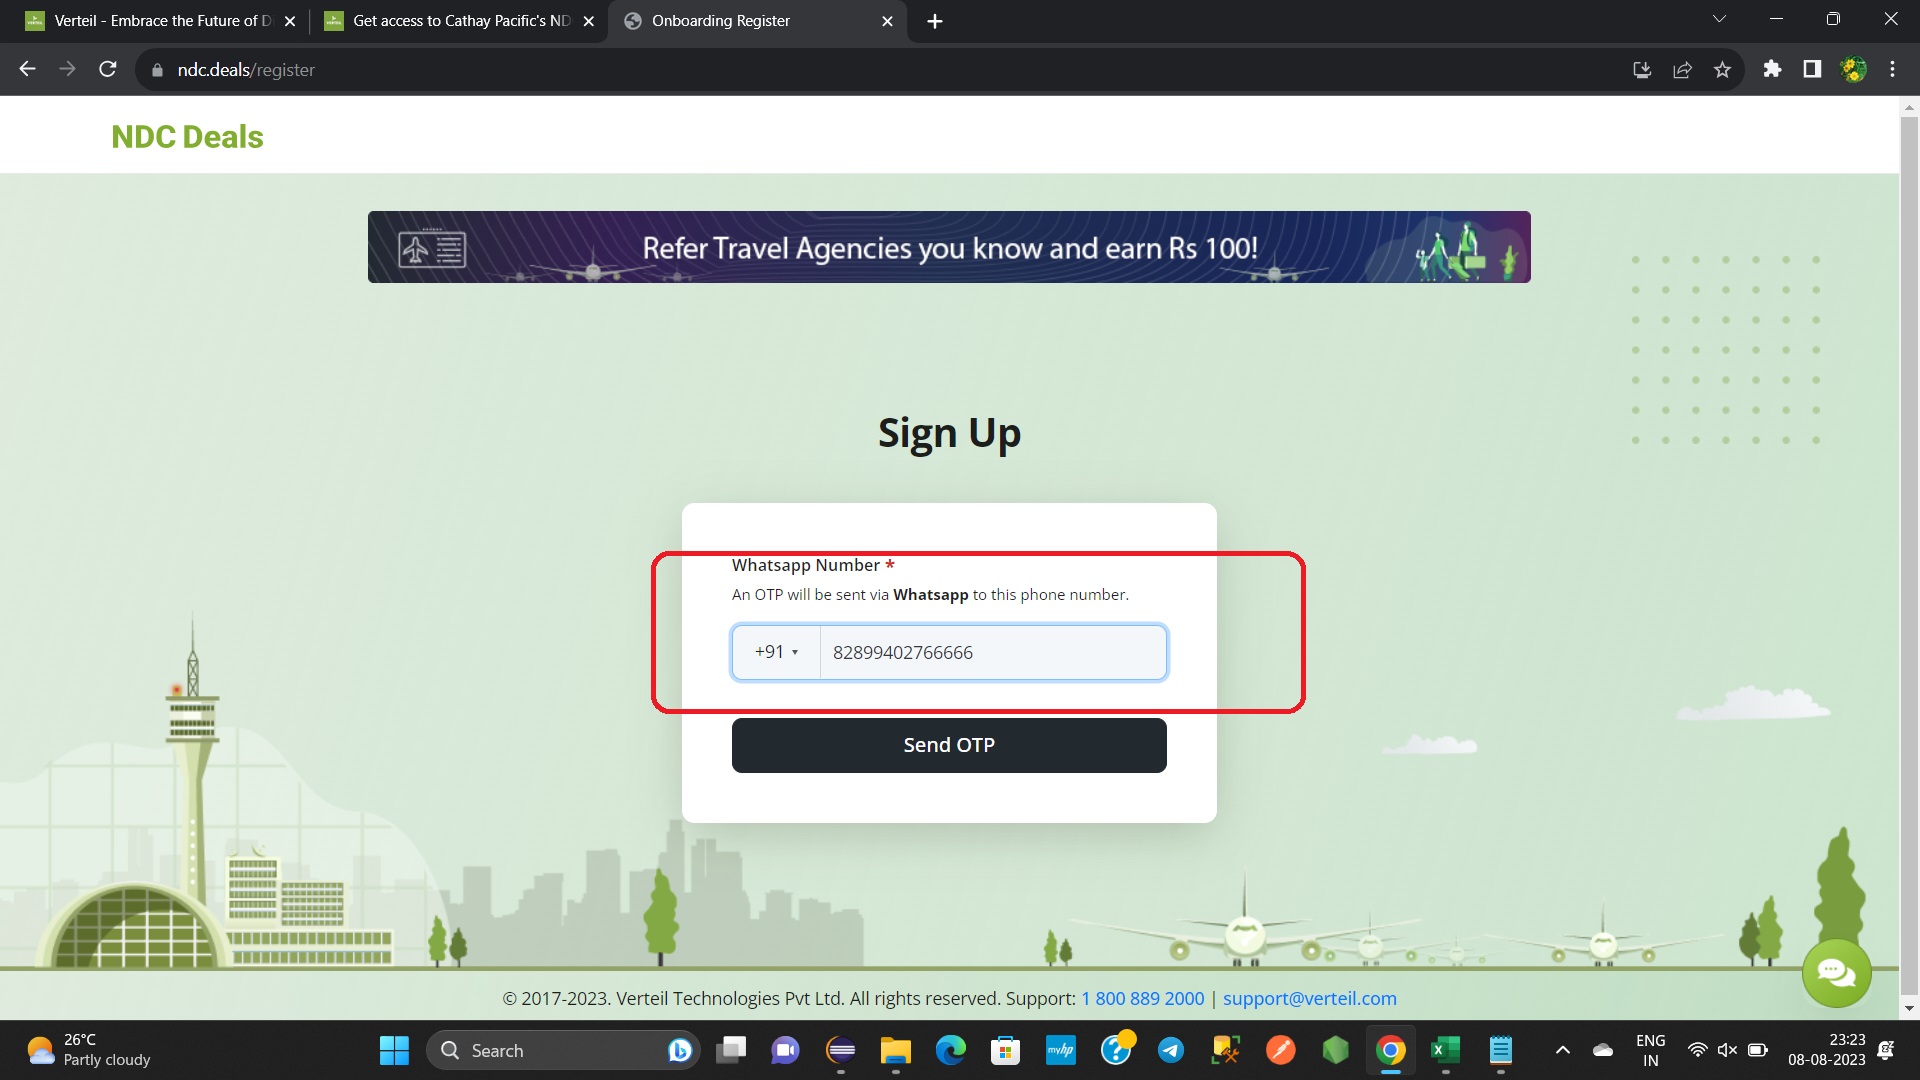 Verteil - Embrace the Future of D
Get access to Cathay Pacific's ND
Onboarding Register
ndc.deals/register
NDC Deals
Refer Travel Agencies you know and earn Rs 100!
Sign Up
Whatsapp Number *
An OTP will be sent via Whatsapp to this phone number.
+91
82899402766666
Send OTP
© 2017-2023. Verteil Technologies Pvt Ltd. All rights reserved. Support: 1 800 889 2000 | support@verteil.com
26°C
Partly cloudy
Search
myhp
ENG
IN
23:23
08-08-2023